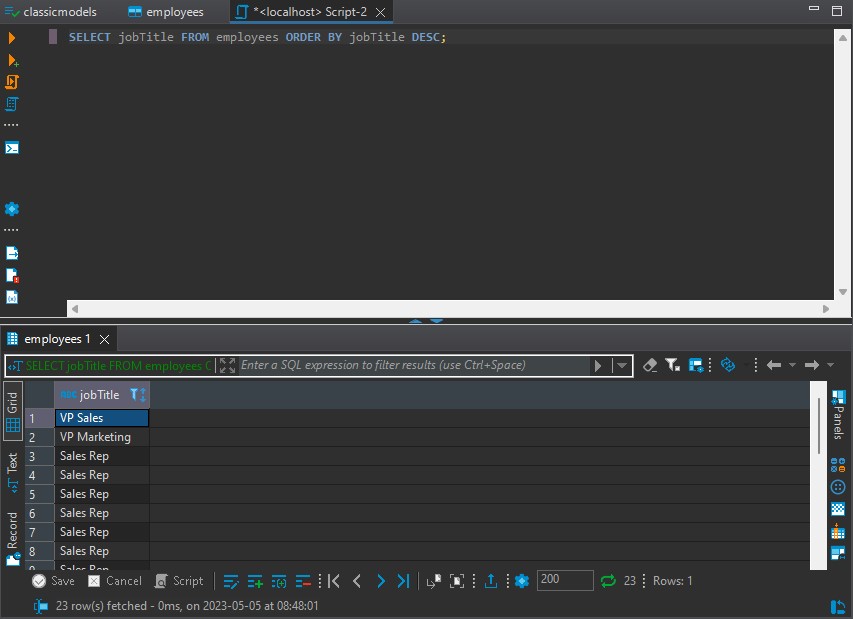 classicmodels employees *<localhost> Script-2
SELECT jobTitle FROM employees ORDER BY jobTitle DESC;
employees 1
SELECT jobTitle FROM employees O Enter a SQL expression to filter results (use Ctrl+Space)
Grid
Text
Record
jobTitle
1 VP Sales
2 VP Marketing
3 Sales Rep
4 Sales Rep
5 Sales Rep
6 Sales Rep
7 Sales Rep
8 Sales Rep
9 Sales Rep
Panels
Save Cancel Script 200 23 Rows: 1
23 row(s) fetched - 0ms, on 2023-05-05 at 08:48:01